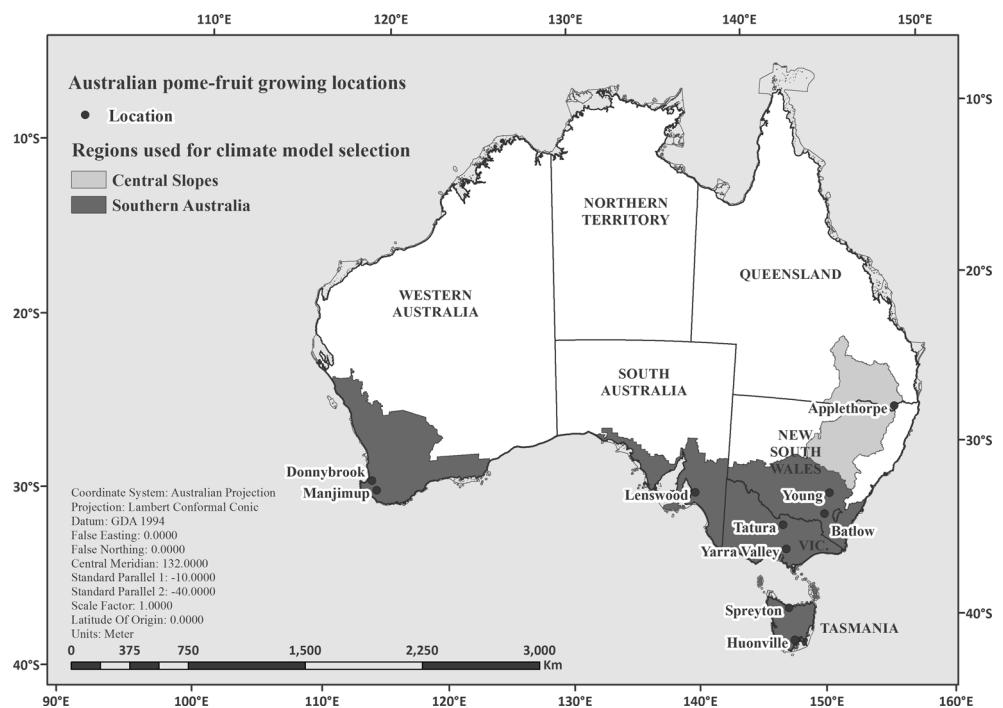 110°E 120°E 130°E 140°E 150°E
Australian pome-fruit growing locations
Location
Regions used for climate model selection
Central Slopes
Southern Australia
10°S
10°S
NORTHERN
TERRITORY
20°S
QUEENSLAND
WESTERN
AUSTRALIA
20°S
SOUTH
AUSTRALIA
Applethorpe
NEW
SOUTH
WALES
30°S
Donnybrook
Manjimup
30°S
Lenswood
Young
Batlow
Tatura
Yarra Valley
VIC.
Coordinate System: Australian Projection
Projection: Lambert Conformal Conic
Datum: GDA 1994
False Easting: 0.0000
False Northing: 0.0000
Central Meridian: 132.0000
Standard Parallel 1: -10.0000
Standard Parallel 2: -40.0000
Scale Factor: 1.0000
Latitude Of Origin: 0.0000
Units: Meter
Spreyton
40°S
TASMANIA
Huonville
0 375 750 1,500 2,250 3,000
Km
40°S
90°E 100°E 110°E 120°E 130°E 140°E 150°E 160°E